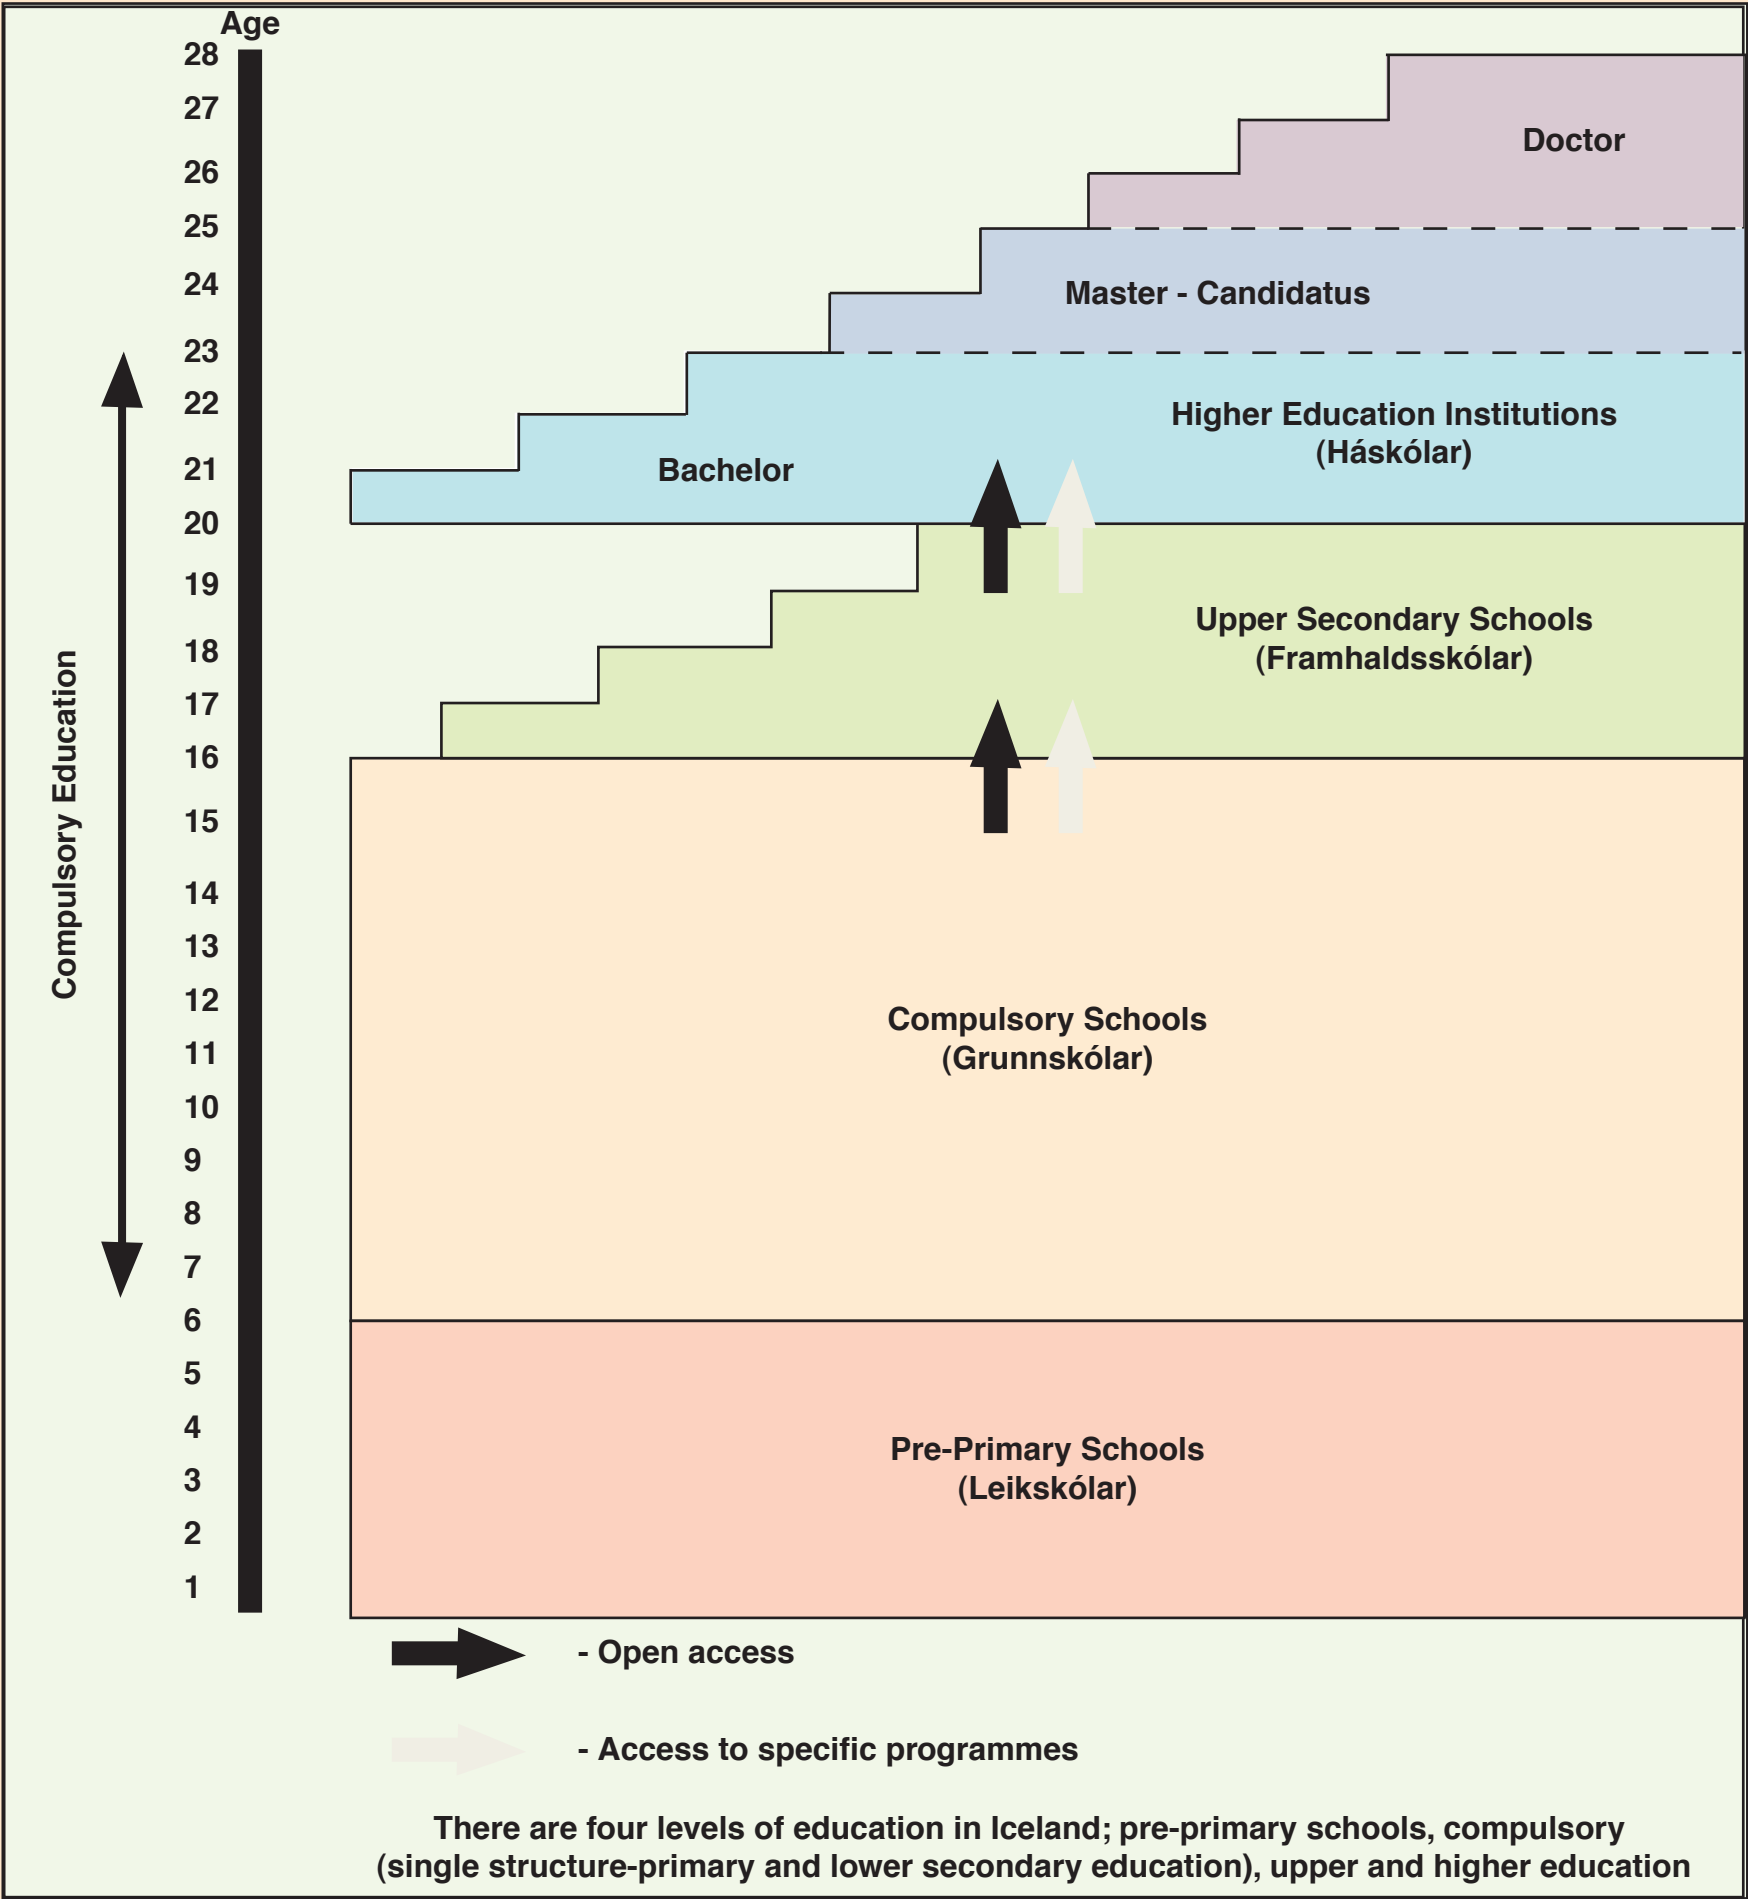 Age
28
27
26
25
24
23
22
21
20
19
18
17
16
15
14
13
12
11
10
9
8
7
6
5
4
3
2
1
Compulsory Education
Doctor
Master - Candidatus
Higher Education Institutions
(Háskólar)
Bachelor
Upper Secondary Schools
(Framhaldsskólar)
Compulsory Schools
(Grunnskólar)
Pre-Primary Schools
(Leikskólar)
- Open access
- Access to specific programmes
There are four levels of education in Iceland; pre-primary schools, compulsory
(single structure-primary and lower secondary education), upper and higher education